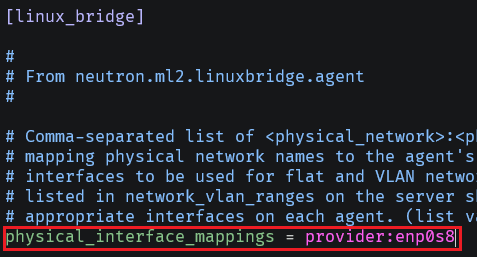 [linux_bridge]
#
# From neutron.ml2.linuxbridge.agent
#
# Comma-separated list of <physical_network>:<p
# mapping physical network names to the agent's
# interfaces to be used for flat and VLAN netwo
# listed in network_vlan_ranges on the server s
# appropriate interfaces on each agent. (list va
physical_interface_mappings = provider:enp0s8